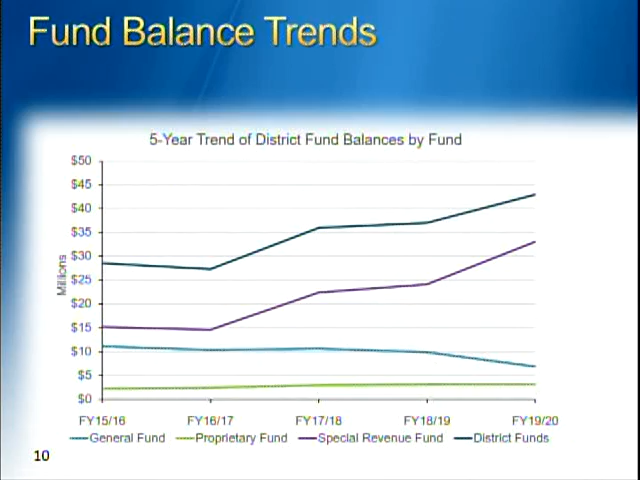 Fund Balance Trends
5-Year Trend of District Fund Balances by Fund
$50
$45
$40
$35
$30
$25
$20
$15
$10
$5
$0
Millions
FY15/16 FY16/17 FY17/18 FY18/19 FY19/20
General Fund Proprietary Fund Special Revenue Fund District Funds
10